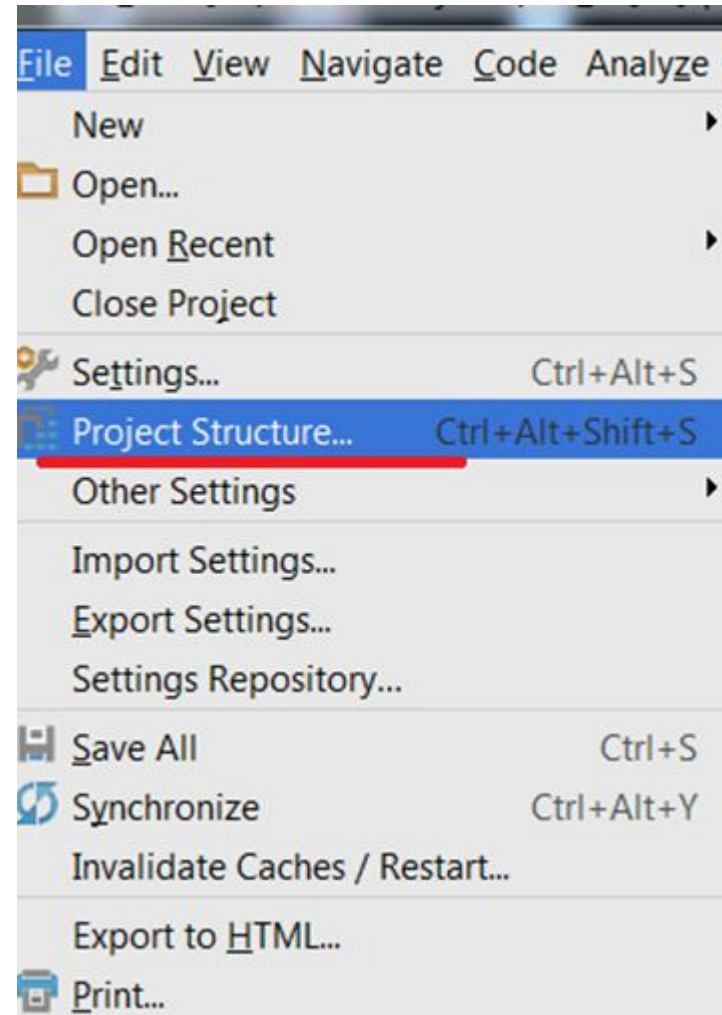 File Edit View Navigate Code Analyze
New
Open...
Open Recent
Close Project
Settings... Ctrl+Alt+S
Project Structure... Ctrl+Alt+Shift+S
Other Settings
Import Settings...
Export Settings...
Settings Repository...
Save All Ctrl+S
Synchronize Ctrl+Alt+Y
Invalidate Caches / Restart...
Export to HTML...
Print...